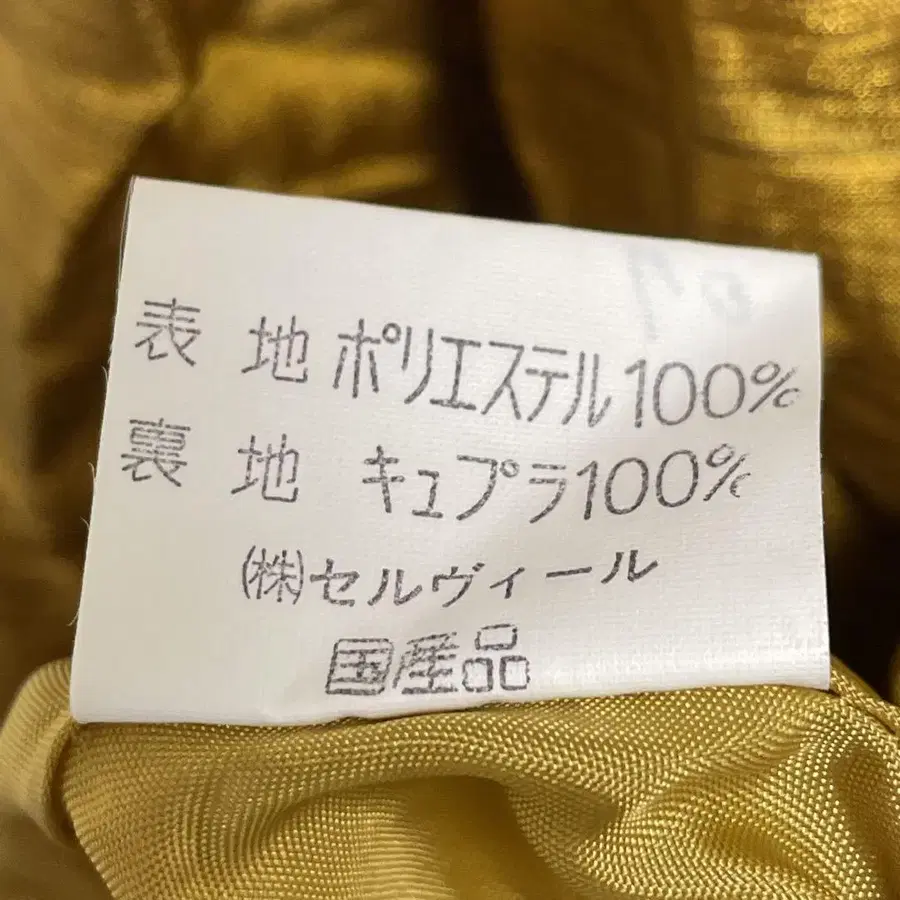 表 地 ポリエステル100%
裏 地 キュプラ100%
(株)セルヴィール
国産品